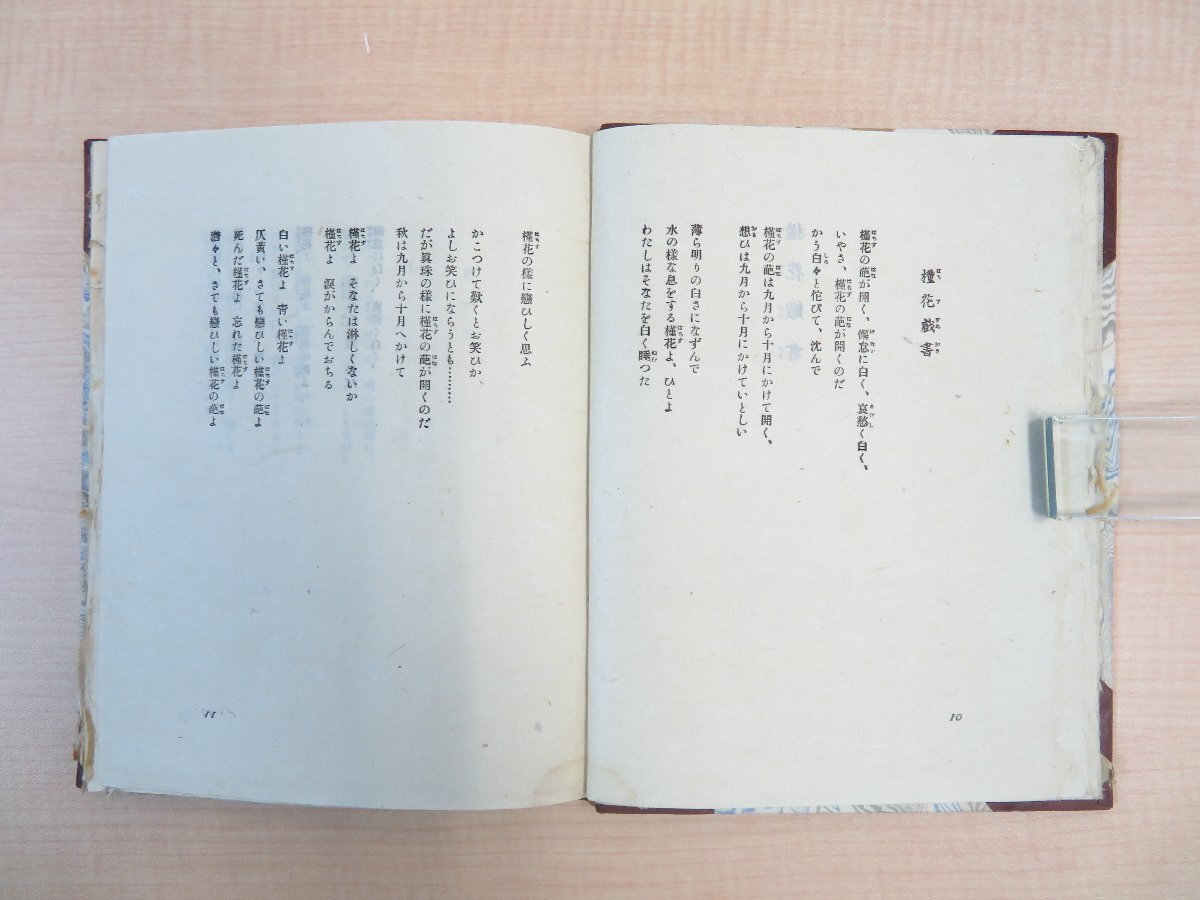 槿花戯書
槿花の葩が開く、懈怠に白く、哀愁く白く、
いやさ、槿花の葩が開くのだ
かう白々と侘びて、沈んで
槿花の葩は九月から十月にかけて開く、
想ひは九月から十月にかけていとしい
薄ら明りの白さになずんで
水の様な息をする槿花よ、ひとよ
わたしはそなたを白く睡つた
10
槿花の様に戀ひしく思ふ
かこつけて歎くとお笑ひか、
よしお笑ひにならうとも………
だが真珠の様に槿花の葩が開くのだ
秋は九月から十月へかけて
槿花よ そなたは淋しくないか
槿花よ 涙がからんでおちる
白い槿花よ 青い槿花よ
仄黄い、さても戀ひしい槿花の葩よ
死んだ槿花よ 忘れた槿花よ
潸々と、さても戀ひしい槿花の葩よ
11